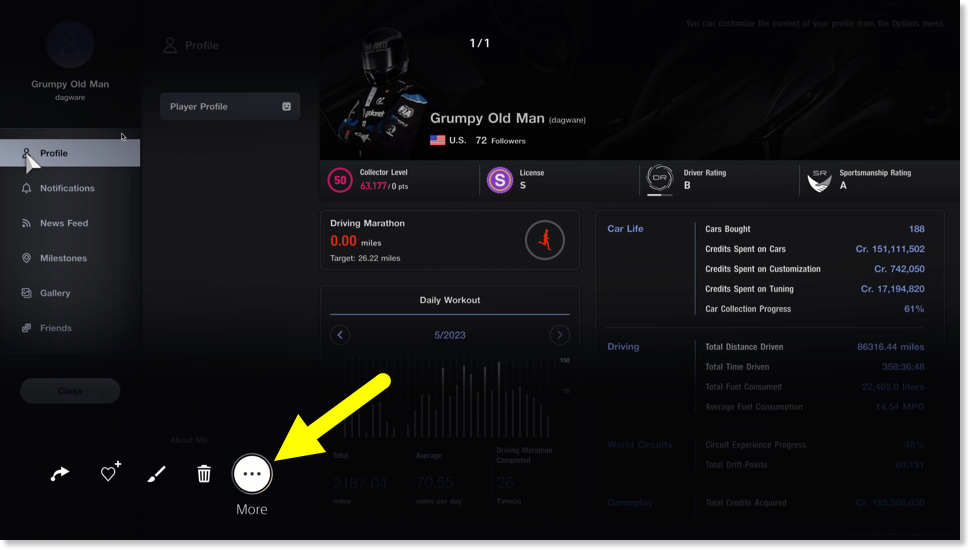 You can customize the content of your profile from the Options menu.
1/1
Grumpy Old Man
dagware
Profile
Notifications
News Feed
Milestones
Gallery
Friends
Close
Profile
Player Profile
About Me
FIA
Grumpy Old Man (dagware)
U.S. 72 Followers
50
Collector Level
63,177/0 pts
S
License
S
DR
Driver Rating
B
SR
Sportsmanship Rating
A
Driving Marathon
0.00 miles
Target: 26.22 miles
Daily Workout
5/2023
150
75
Total
2187.04
miles
Average
70.55
miles per day
Driving Marathon
Completed
26
Time(s)
Car Life
Cars Bought 188
Credits Spent on Cars Cr. 151,111,502
Credits Spent on Customization Cr. 742,050
Credits Spent on Tuning Cr. 17,194,820
Car Collection Progress 61%
Driving
Total Distance Driven 86316.44 miles
Total Time Driven 358:36:48
Total Fuel Consumed 22,465.0 liters
Average Fuel Consumption 14.54 MPG
World Circuits
Circuit Experience Progress 48%
Total Drift Points 60,131
Gameplay
Total Credits Acquired
More